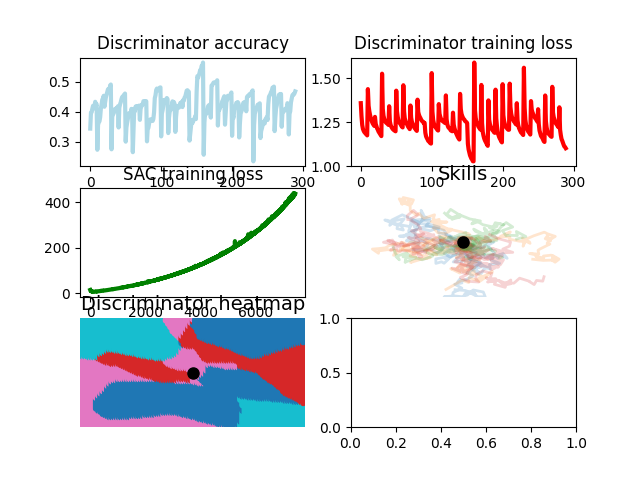 Discriminator accuracy
0.5
0.4
0.3
0 100 200 300
Discriminator training loss
1.50
1.25
1.00
0 100 200 300
SAC training loss
400
200
0
0 2000 4000 6000
Skills
Discriminator heatmap
1.0
0.5
0.0
0.0 0.2 0.4 0.6 0.8 1.0